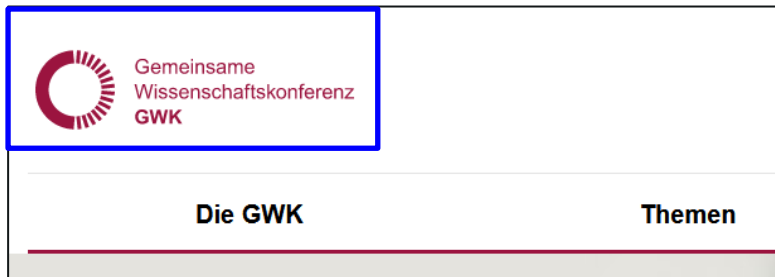 Gemeinsame
Wissenschaftskonferenz
GWK
Die GWK Themen